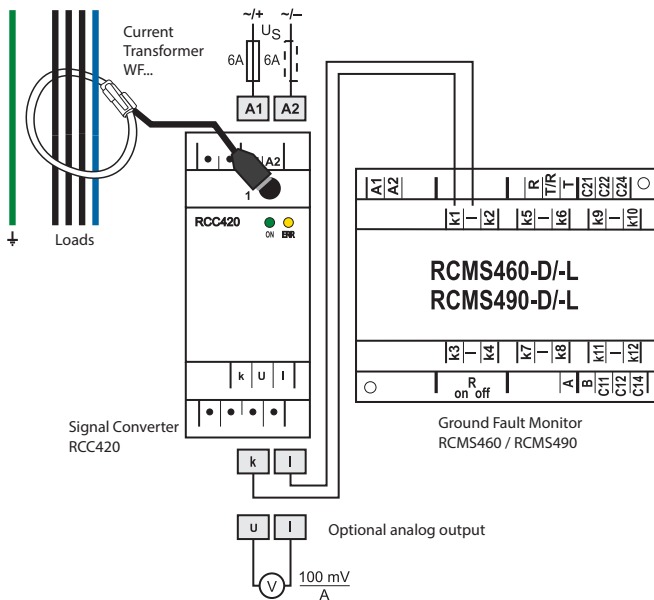 Current
Transformer
WF...
~/+ ~/–
US
6A 6A
A1 A2
Loads
A2
1
RCC420
ON ERR
k U l
Signal Converter
RCC420
k l
U l
Optional analog output
V
100 mV
A
A1 A2 R T/R T C21 C22 C24
k1 l k2 k5 l k6 k9 l k10
RCMS460-D/-L
RCMS490-D/-L
k3 l k4 k7 l k8 k11 l k12
R
on off
A B C11 C12 C14
Ground Fault Monitor
RCMS460 / RCMS490